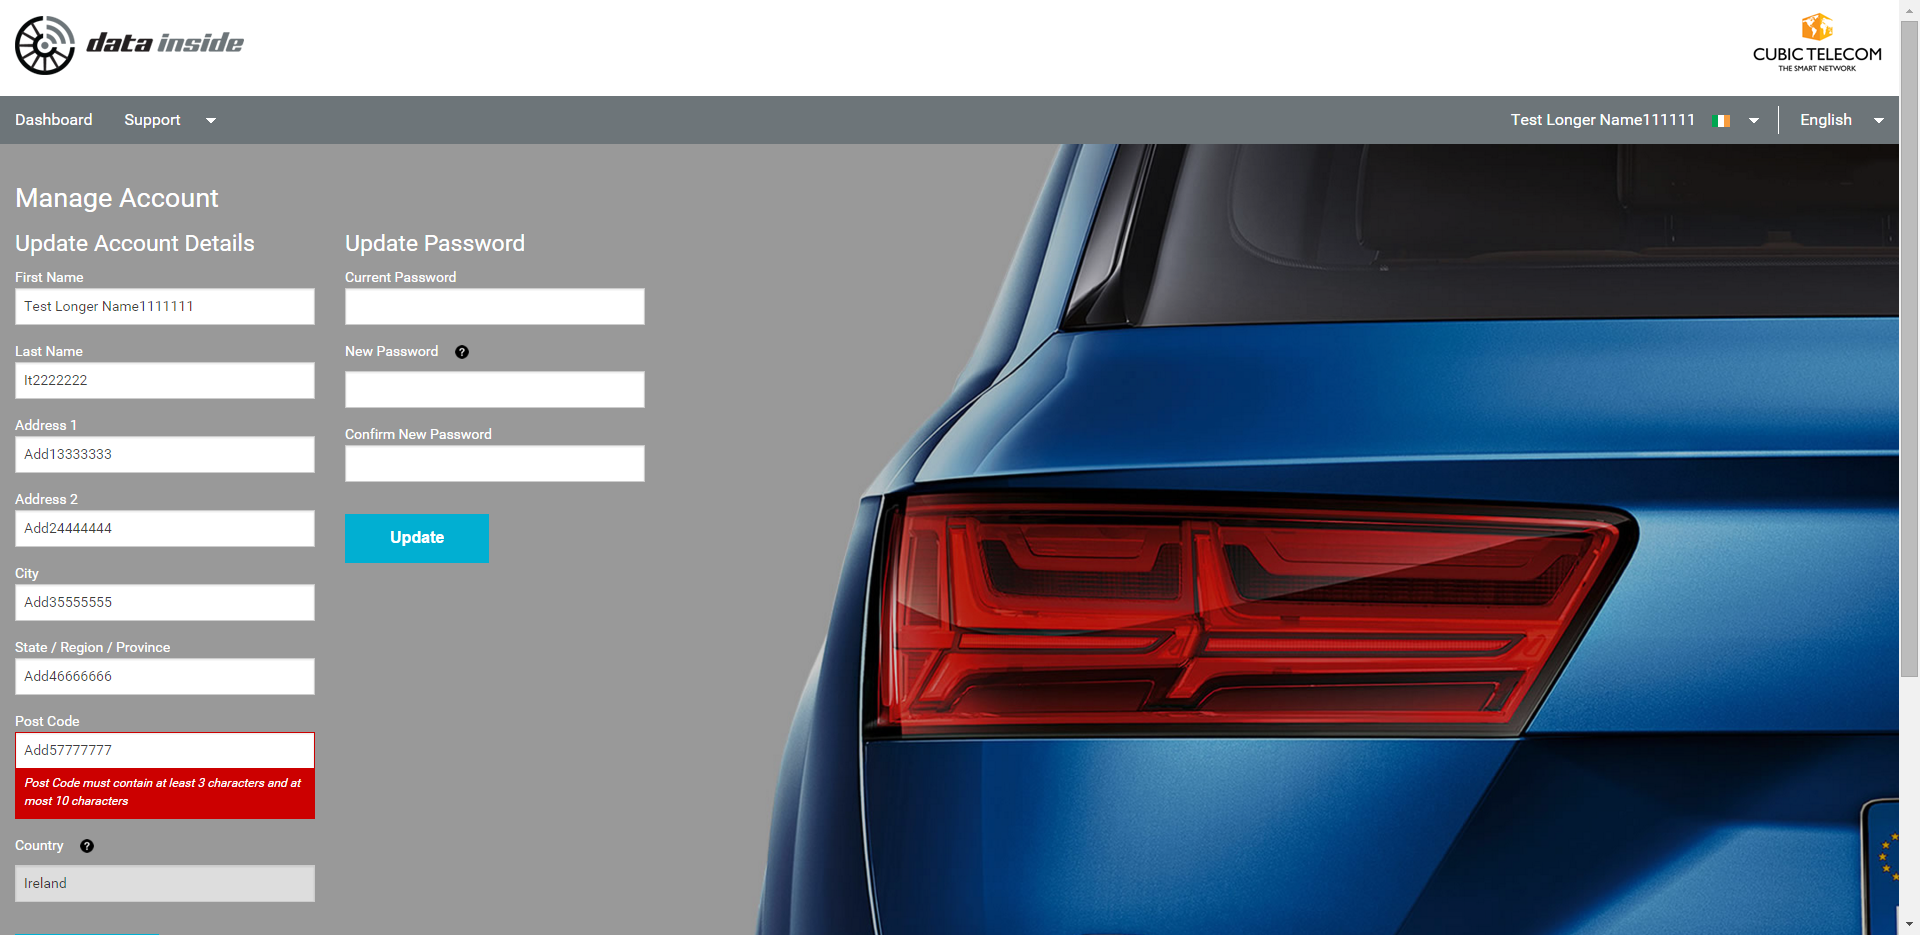 data inside
CUBIC TELECOM
THE SMART NETWORK
Dashboard Support Test Longer Name111111 English
Manage Account
Update Account Details
First Name
Test Longer Name1111111
Last Name
lt2222222
Address 1
Add13333333
Address 2
Add24444444
City
Add35555555
State / Region / Province
Add46666666
Post Code
Add57777777
Post Code must contain at least 3 characters and at
most 10 characters
Country ?
Ireland
Update Password
Current Password
New Password ?
Confirm New Password
Update